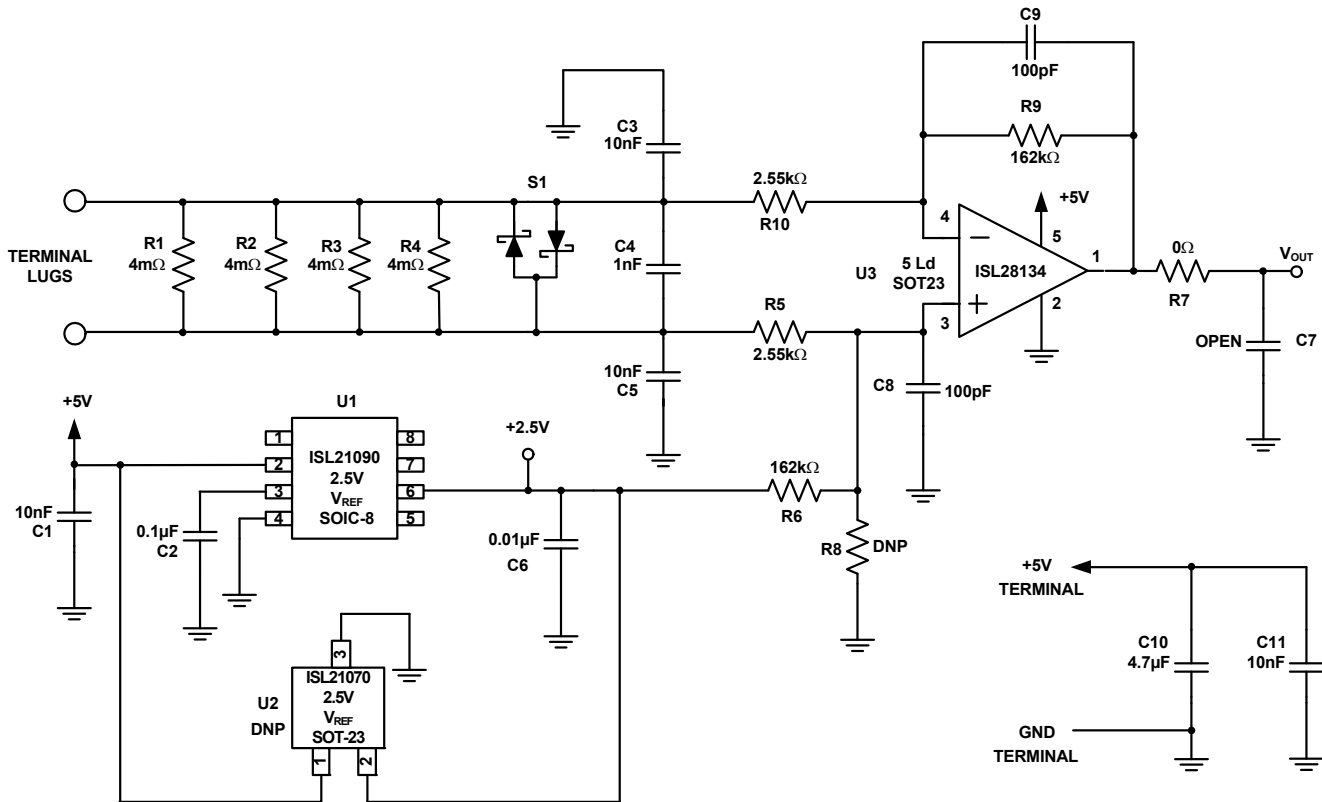 C9
100pF
R9
162kΩ
C3
10nF
S1
2.55kΩ
R10
+5V
4
5
TERMINAL
LUGS
R1
4mΩ
R2
4mΩ
R3
4mΩ
R4
4mΩ
C4
1nF
U3
5 Ld
SOT23
ISL28134
1
0Ω
R7
VOUT
R5
2.55kΩ
3
2
OPEN
C7
10nF
C5
C8
100pF
+5V
U1
1
2
3
4
8
7
6
5
ISL21090
2.5V
VREF
SOIC-8
+2.5V
162kΩ
R6
10nF
C1
0.1µF
C2
0.01µF
C6
R8
DNP
+5V
TERMINAL
C10
4.7µF
C11
10nF
GND
TERMINAL
3
U2
DNP
ISL21070
2.5V
VREF
SOT-23
1
2